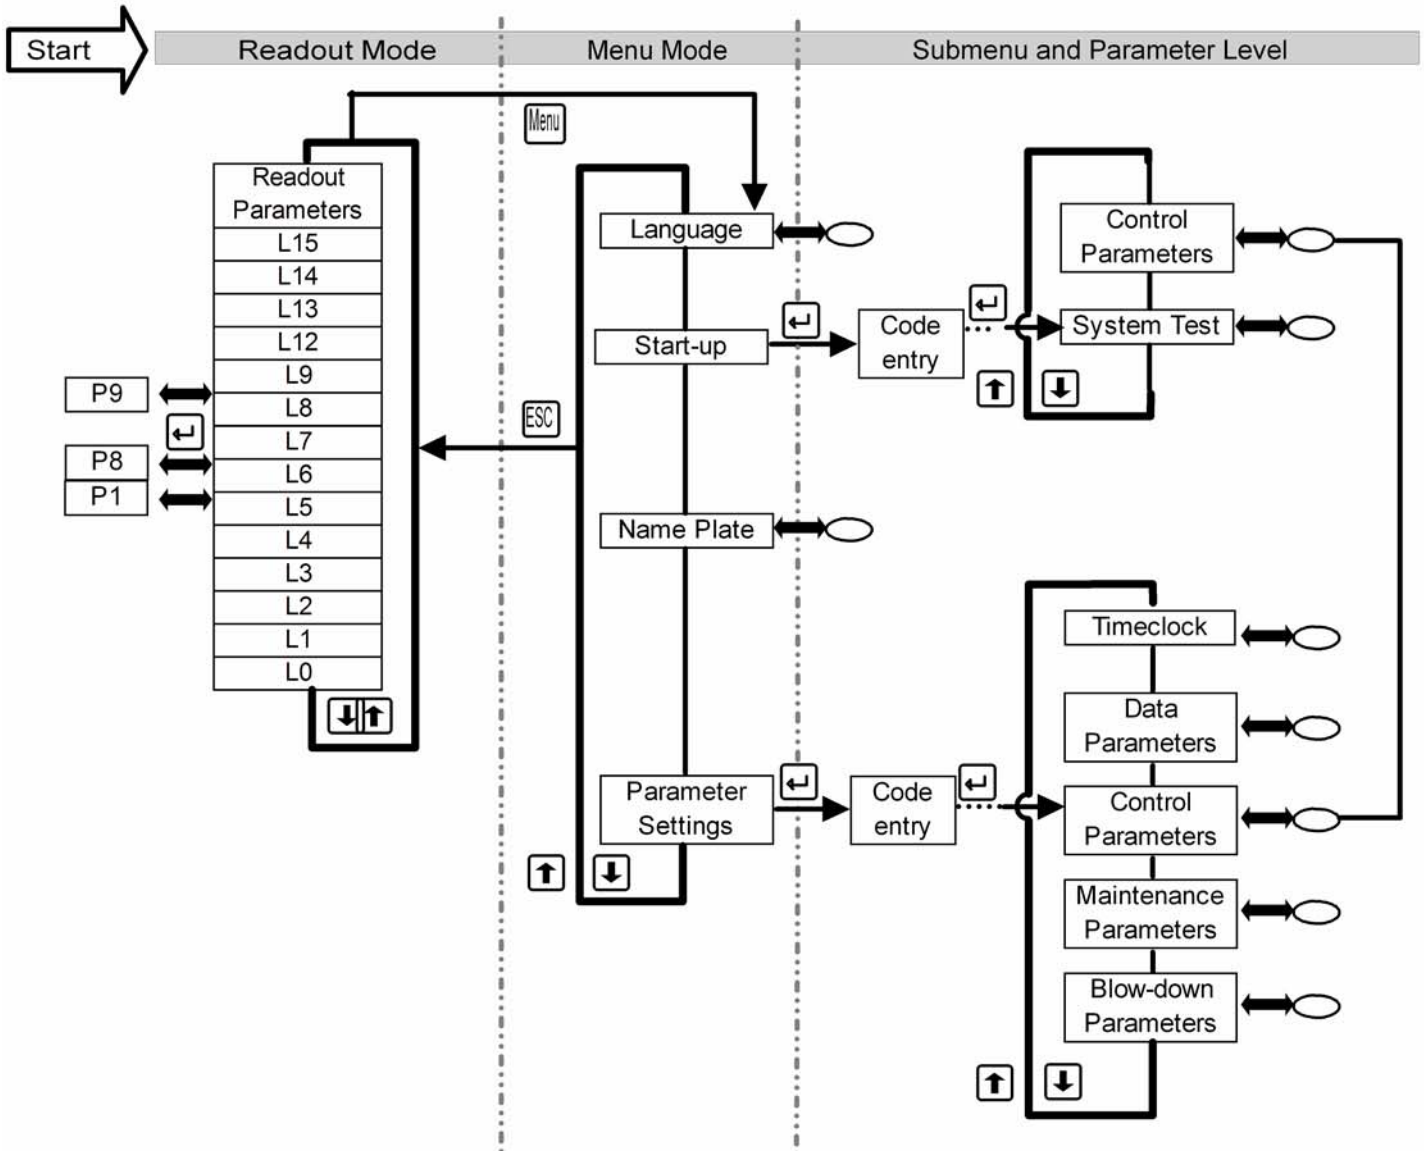 Start
Readout Mode
Menu Mode
Submenu and Parameter Level
Menu
Readout
Parameters
L15
L14
L13
L12
L9
L8
L7
L6
L5
L4
L3
L2
L1
L0
P9
P8
P1
ESC
Language
Start-up
Name Plate
Parameter
Settings
Code
entry
Control
Parameters
System Test
Code
entry
Timeclock
Data
Parameters
Control
Parameters
Maintenance
Parameters
Blow-down
Parameters